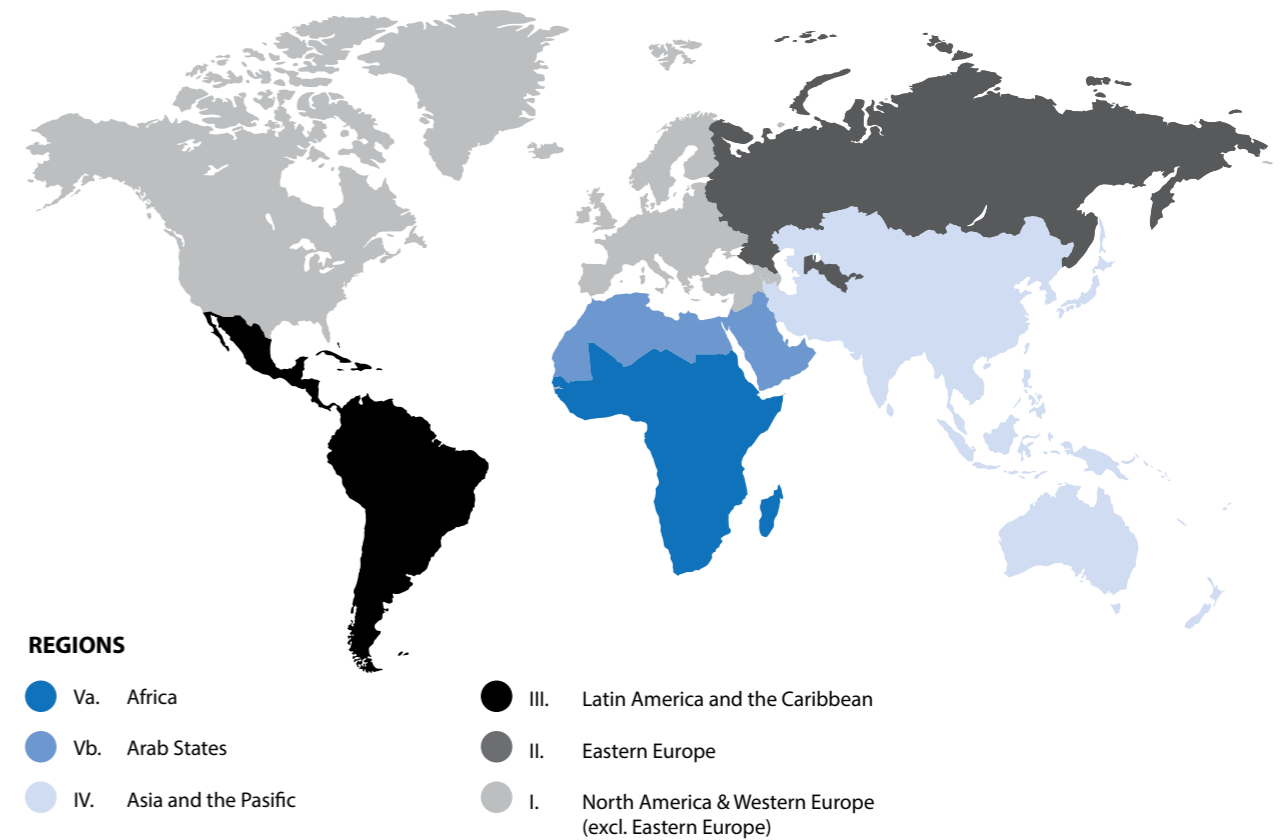 REGIONS
Va. Africa
Vb. Arab States
IV. Asia and the Pasific
III. Latin America and the Caribbean
II. Eastern Europe
I. North America & Western Europe
(excl. Eastern Europe)